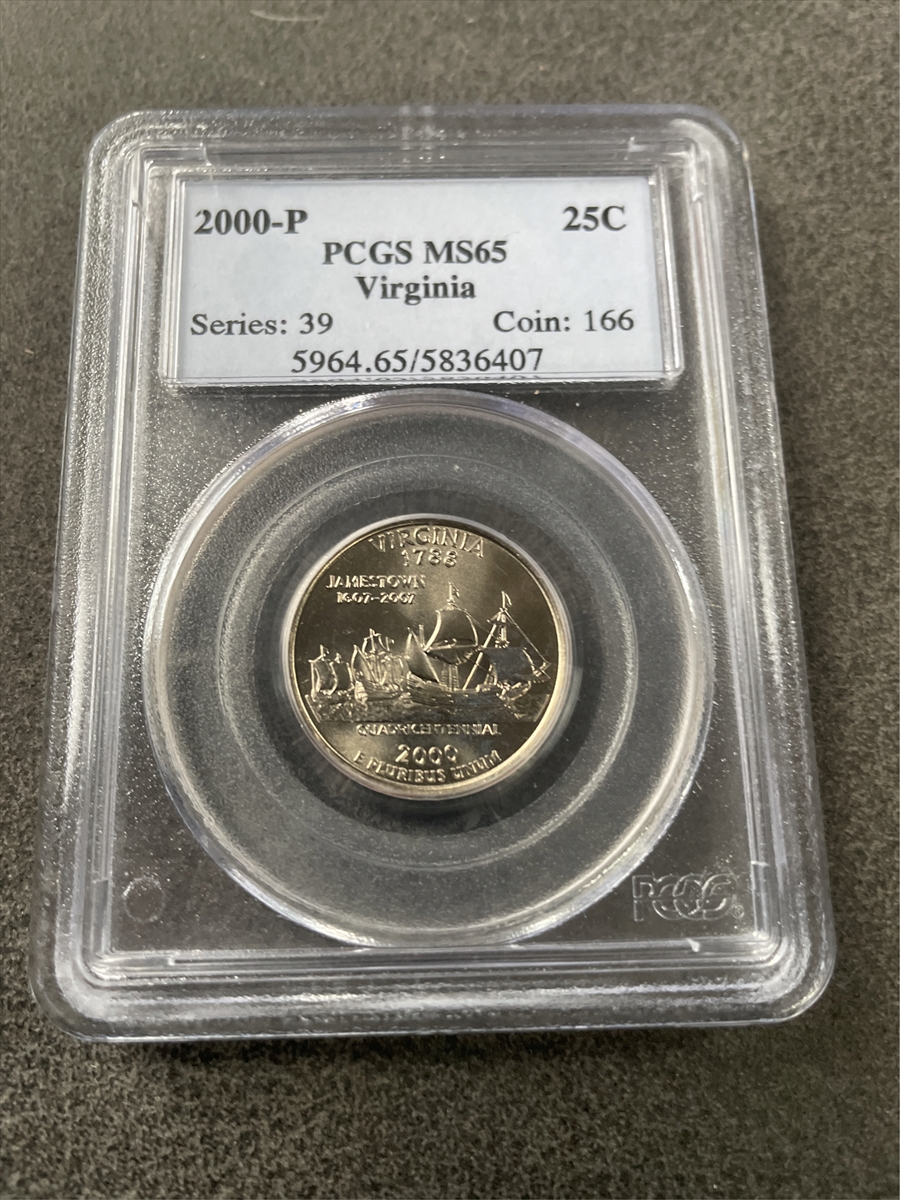 2000-P 25C
PCGS MS65
Virginia
Series: 39 Coin: 166
5964.65/5836407
VIRGINIA
1788
JAMESTOWN
1607-2007
QUADRICENTENNIAL
2000
E PLURIBUS UNUM
PCGS®